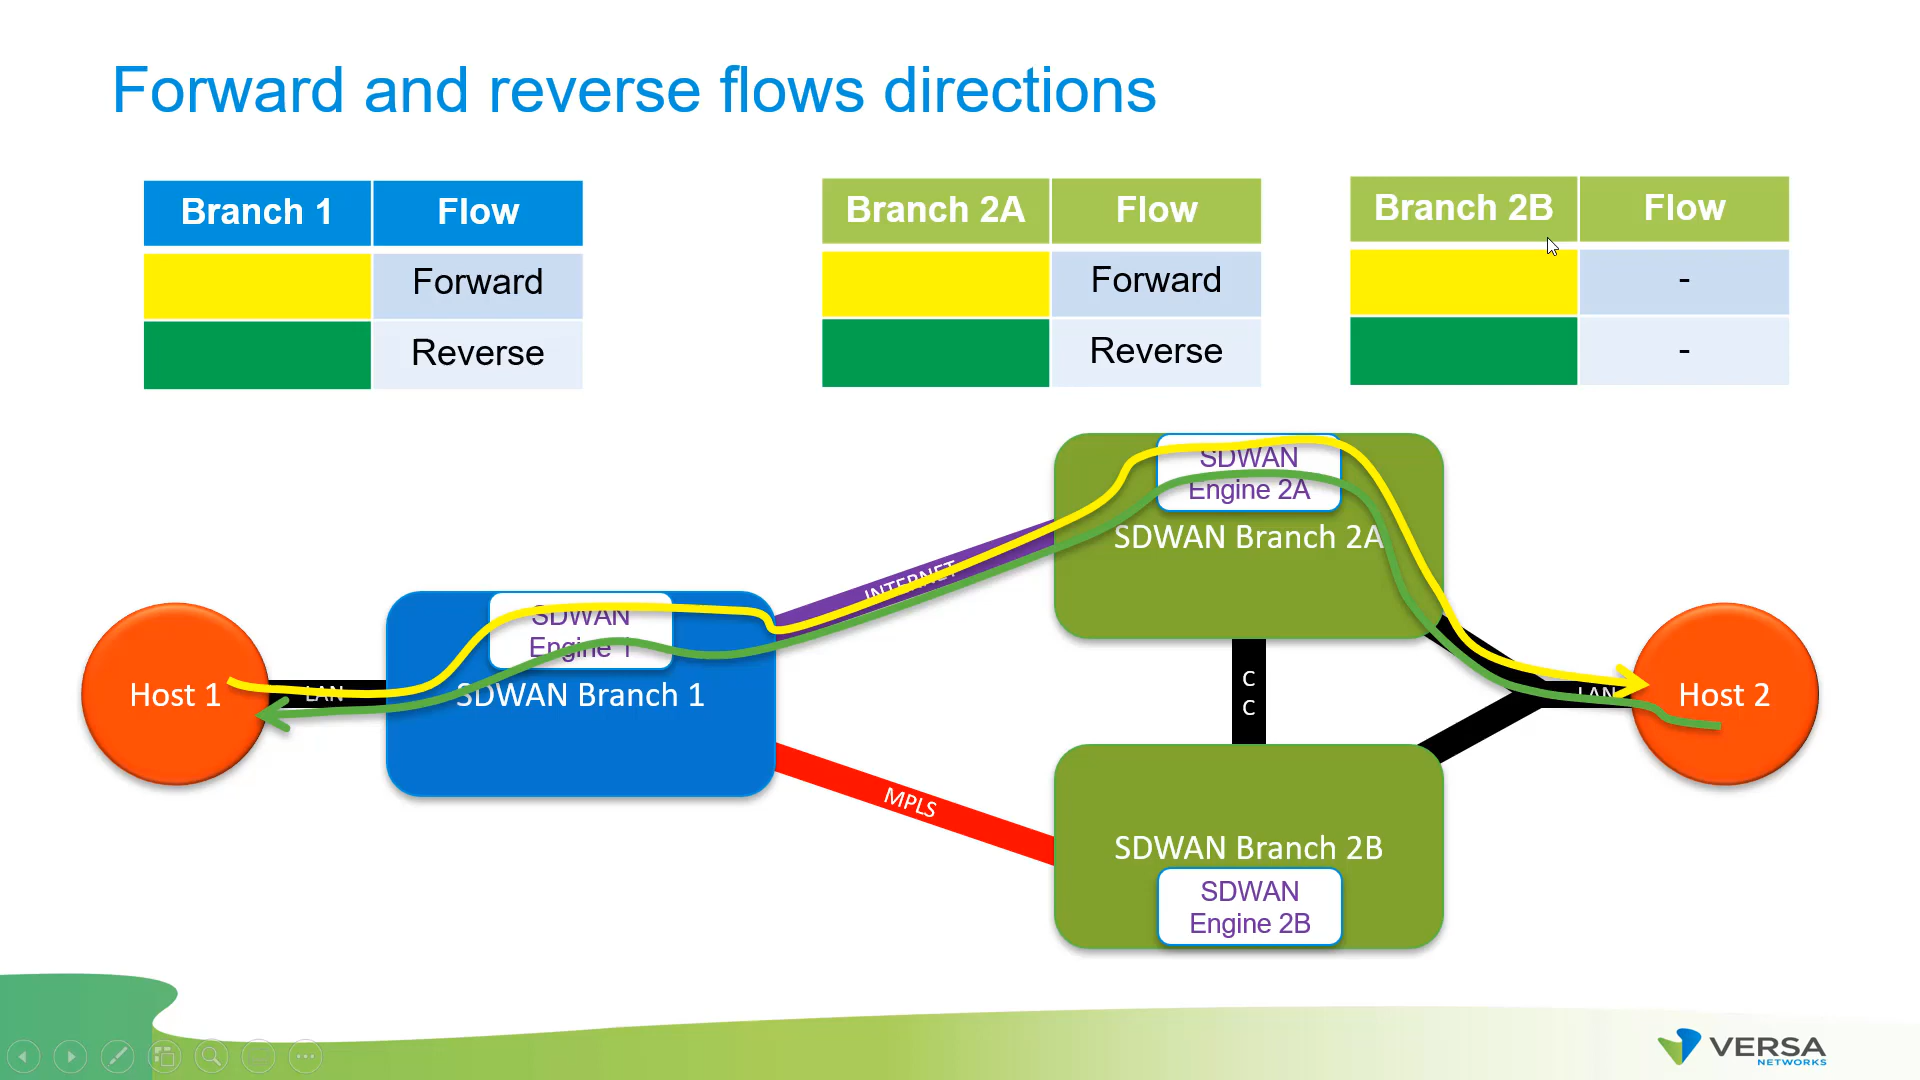 Forward and reverse flows directions
Branch 1 Flow
Forward
Reverse
Branch 2A Flow
Forward
Reverse
Branch 2B Flow
-
-
SDWAN
Engine 2A
SDWAN Branch 2A
INTERNET
SDWAN
Engine 1
SDWAN Branch 1
Host 1
LAN
C
C
LAN
Host 2
MPLS
SDWAN Branch 2B
SDWAN
Engine 2B
VERSA
NETWORKS